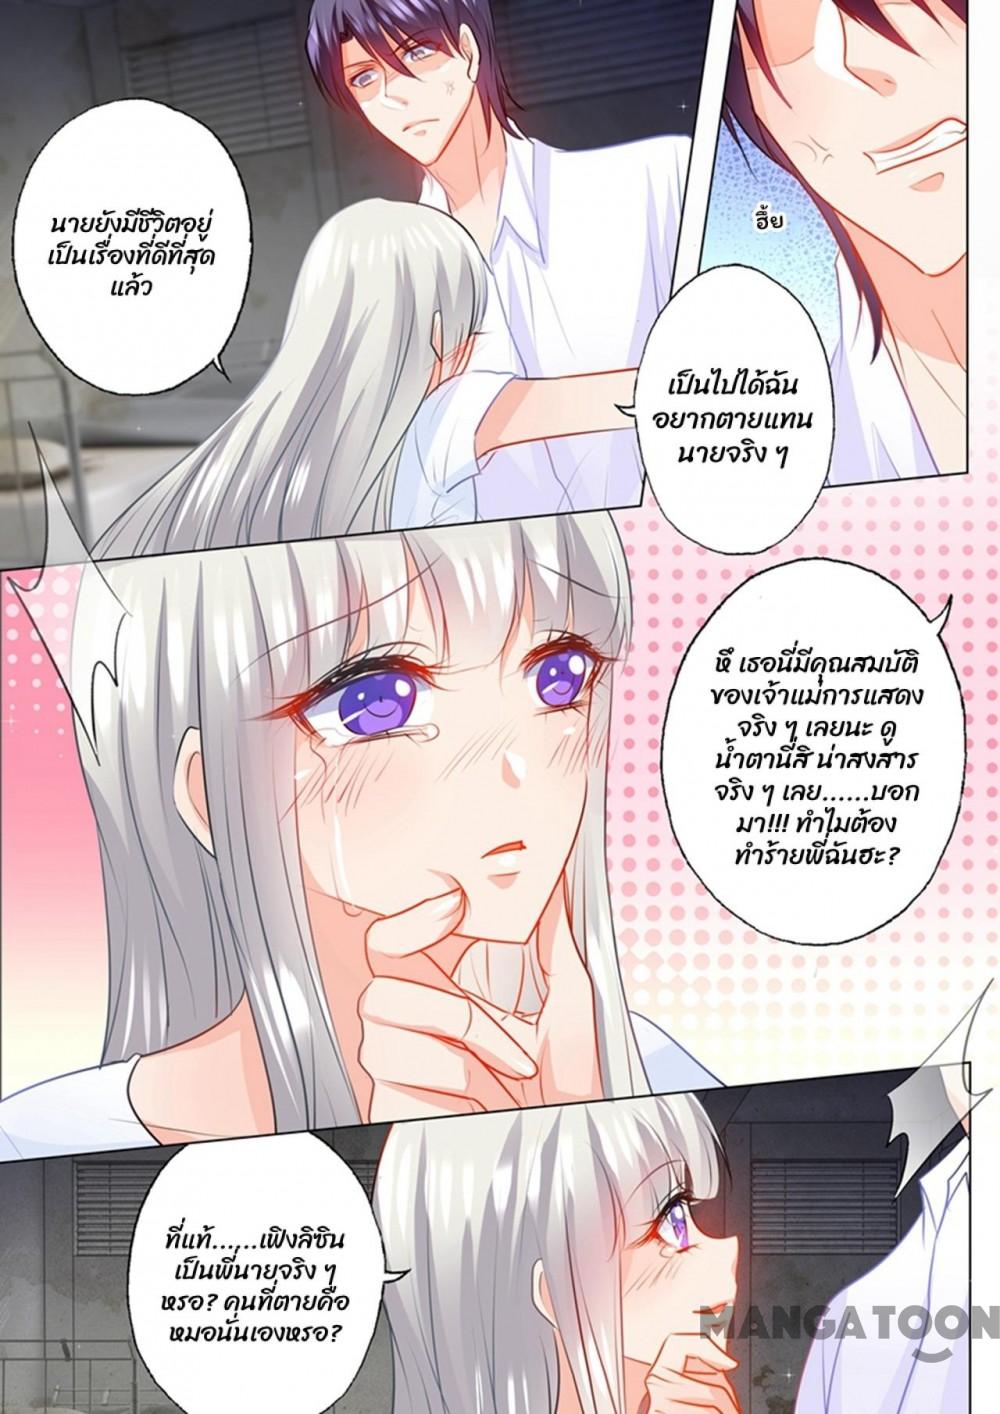 นายยังมีชีวิตอยู่
เป็นเรื่องที่ดีที่สุด
แล้ว
ฮึ้ย
เป็นไปได้ฉัน
อยากตายแทน
นายจริง ๆ
หึ เธอนี่มีคุณสมบัติ
ของเจ้าแม่การแสดง
จริง ๆ เลยนะ ดู
น้ำตานี่สิ น่าสงสาร
จริง ๆ เลย......บอก
มา!!! ทำไมต้อง
ทำร้ายพี่ฉันฮะ?
ที่แท้......เฟิงลิซิน
เป็นพี่นายจริง ๆ
หรอ? คนที่ตายคือ
หมอนั่นเองหรอ?
MANGATOON